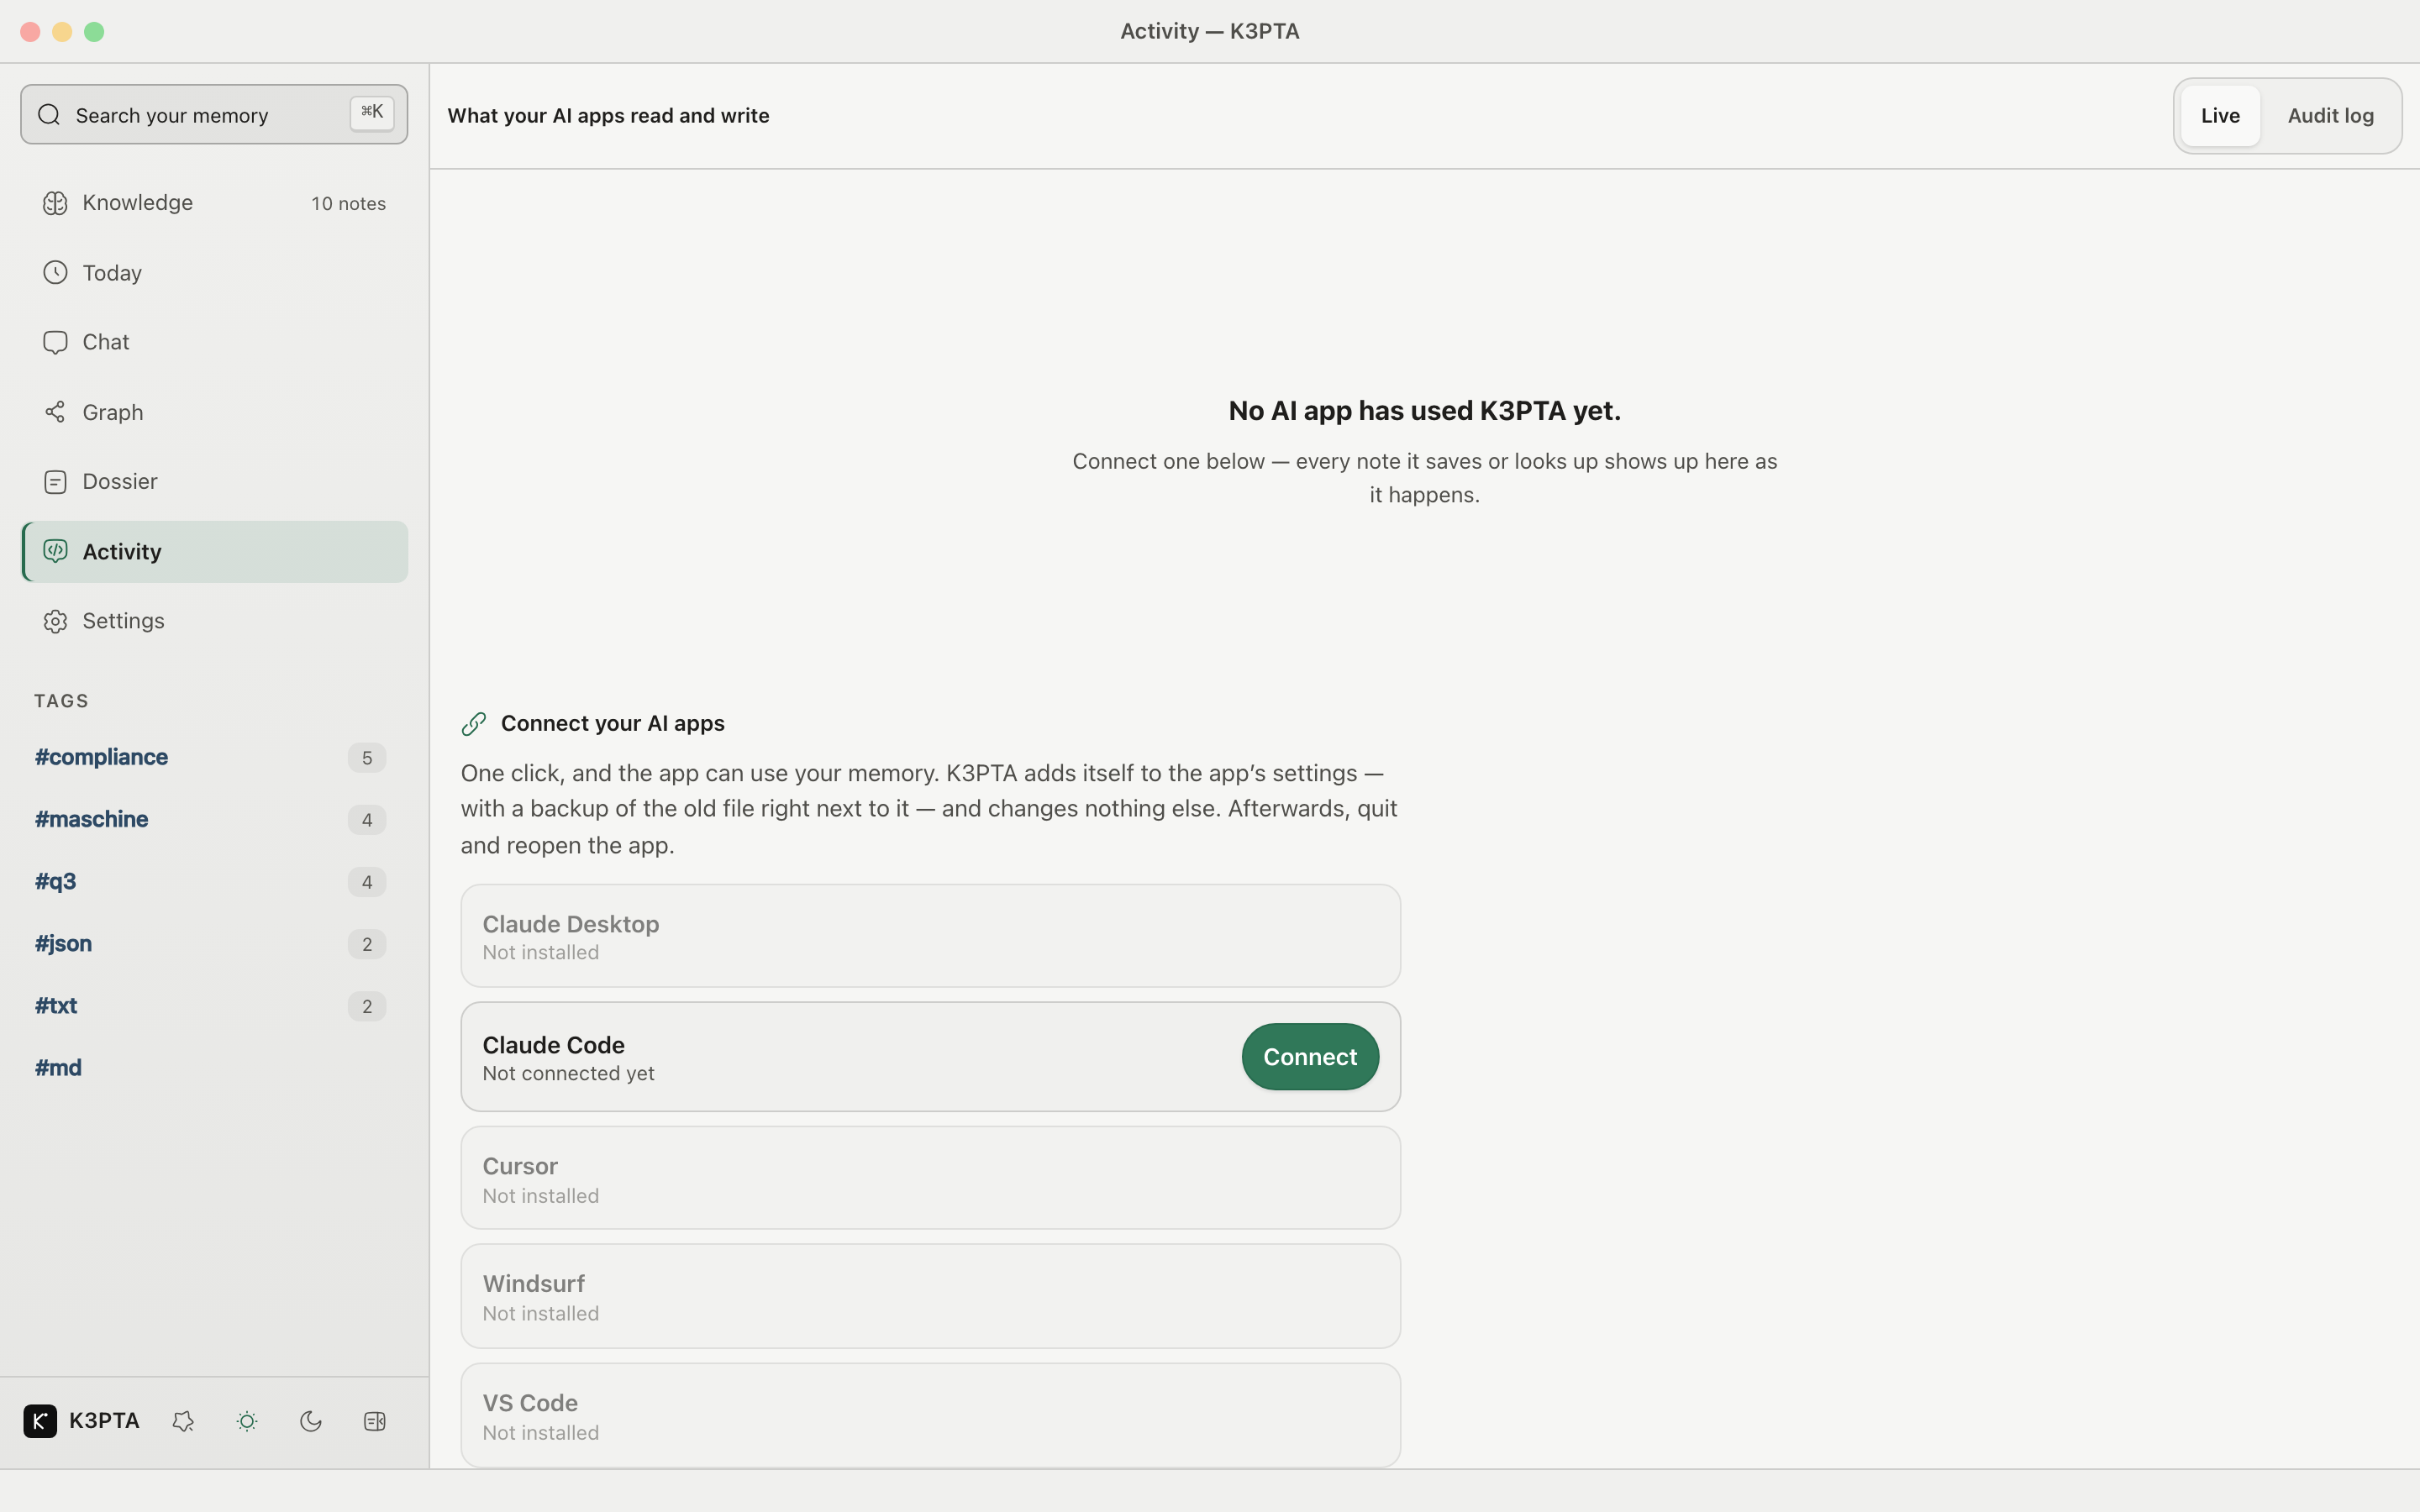 Activity — K3PTA
Search your memory
⌘K
Knowledge
10 notes
Today
Chat
Graph
Dossier
Activity
Settings
TAGS
#compliance
5
#maschine
4
#q3
4
#json
2
#txt
2
#md
K3PTA
What your AI apps read and write
Live
Audit log
No AI app has used K3PTA yet.
Connect one below — every note it saves or looks up shows up here as
it happens.
Connect your AI apps
One click, and the app can use your memory. K3PTA adds itself to the app’s settings —
with a backup of the old file right next to it — and changes nothing else. Afterwards, quit
and reopen the app.
Claude Desktop
Not installed
Claude Code
Not connected yet
Connect
Cursor
Not installed
Windsurf
Not installed
VS Code
Not installed